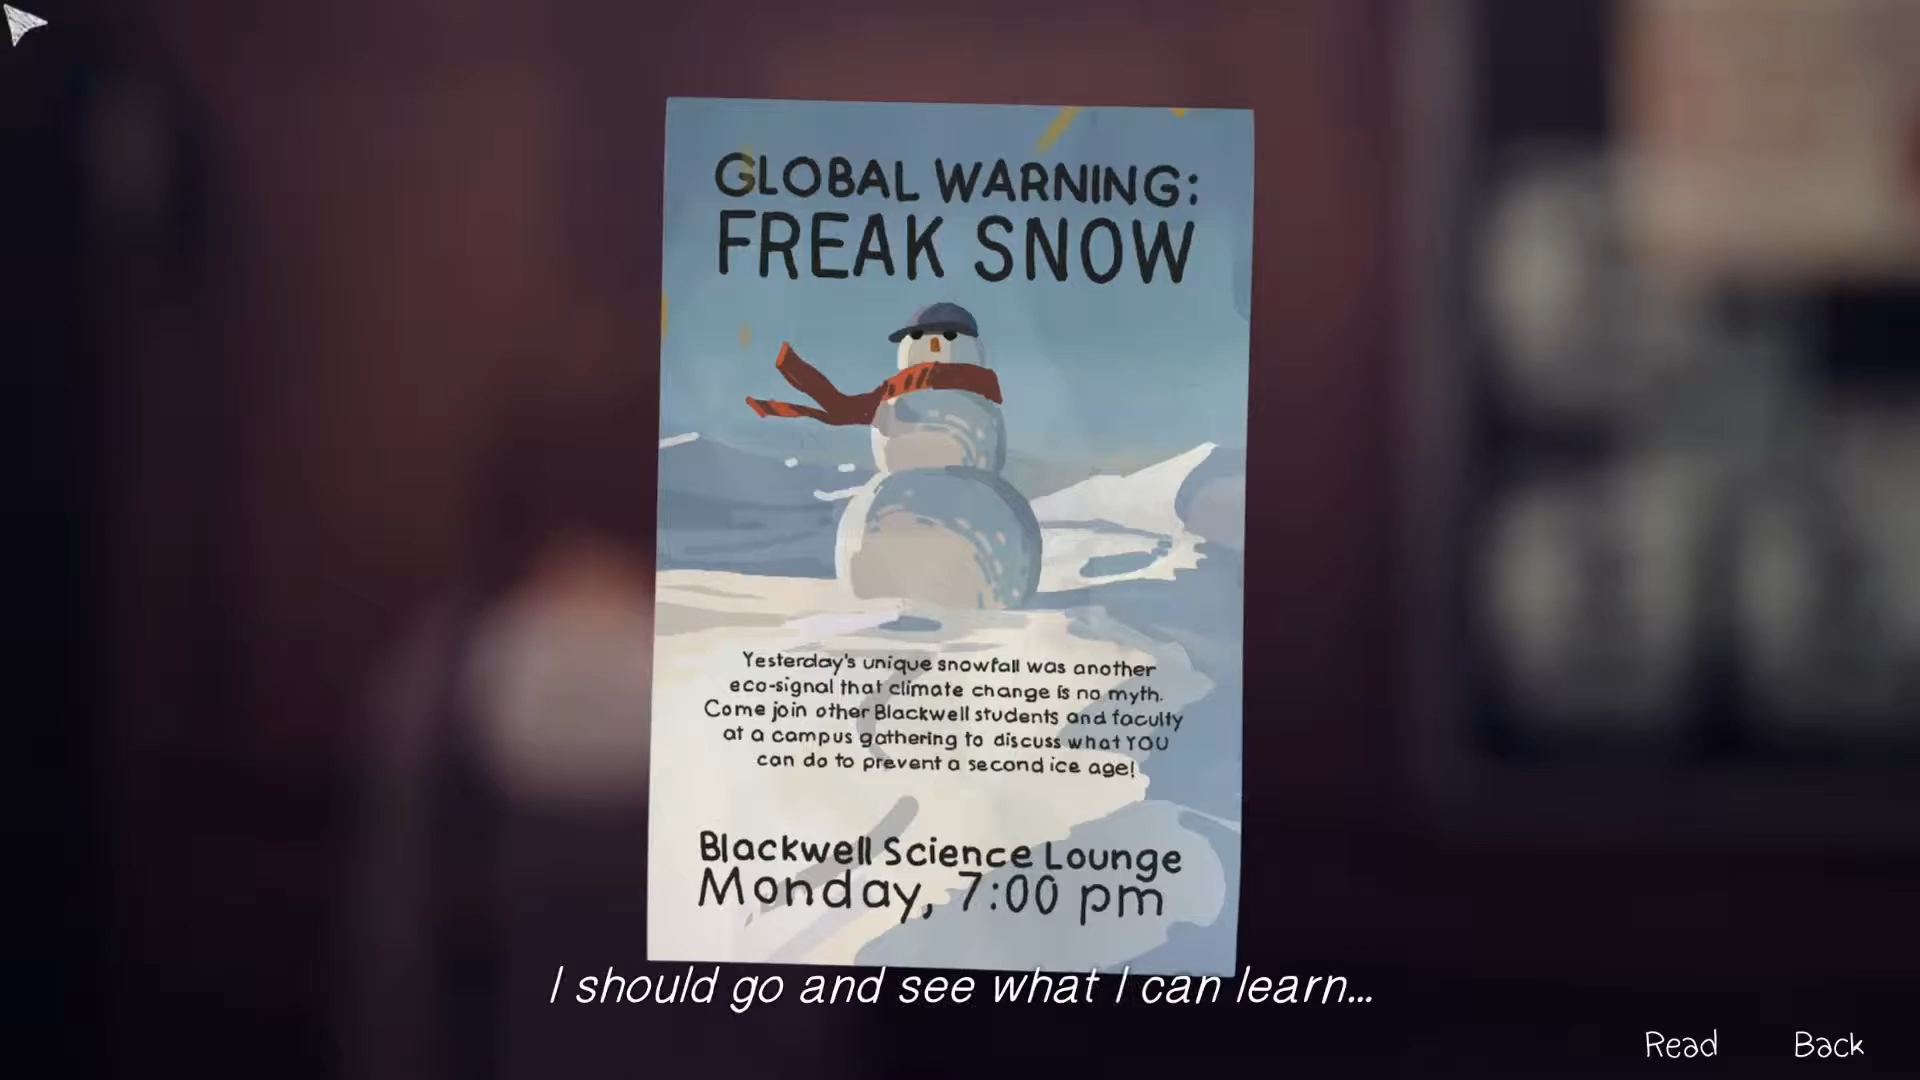 GLOBAL WARNING:
FREAK SNOW
Yesterday's unique snowfall was another
eco-signal that climate change is no myth.
Come join other Blackwell students and faculty
at a campus gathering to discuss what YOU
can do to prevent a second ice age!
Blackwell Science Lounge
Monday, 7:00 pm
I should go and see what I can learn...
Read
Back